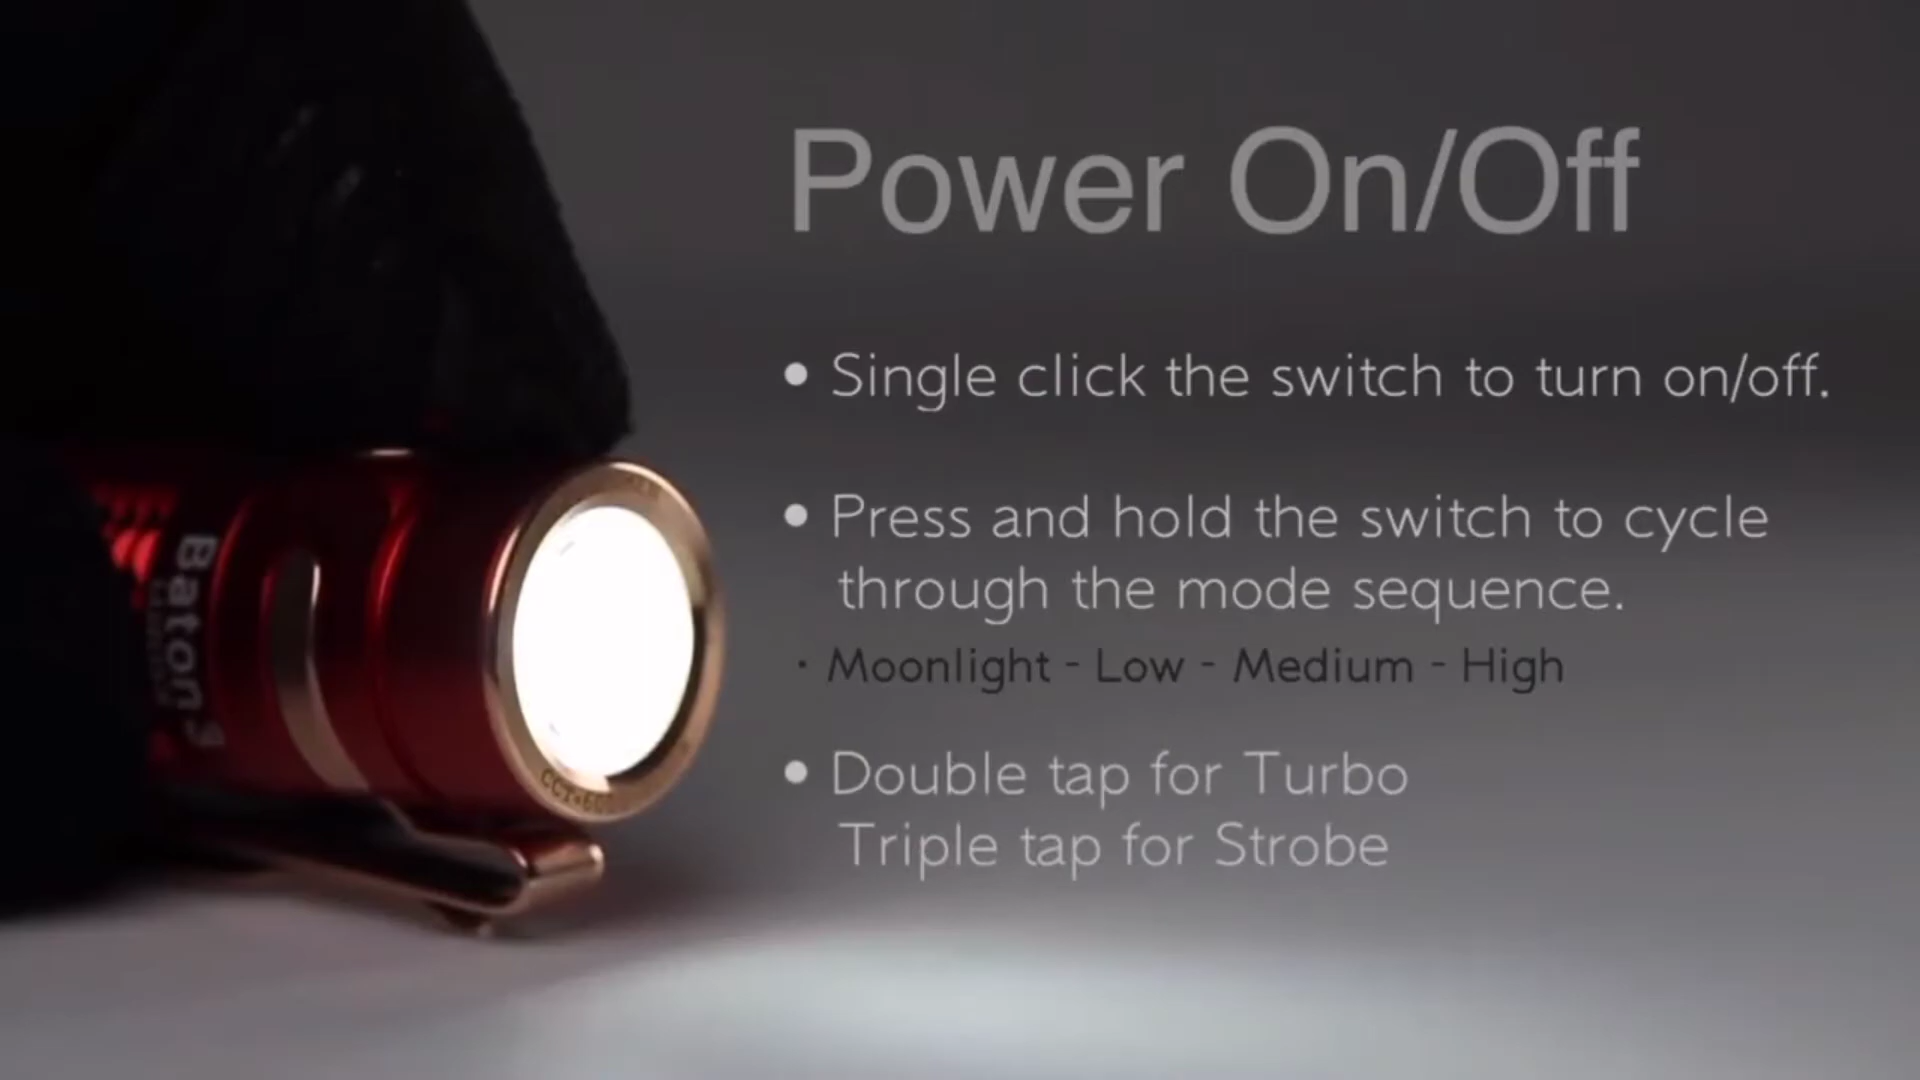 Power On/Off
• Single click the switch to turn on/off.
• Press and hold the switch to cycle
through the mode sequence.
· Moonlight - Low - Medium - High
• Double tap for Turbo
Triple tap for Strobe
Baton 3